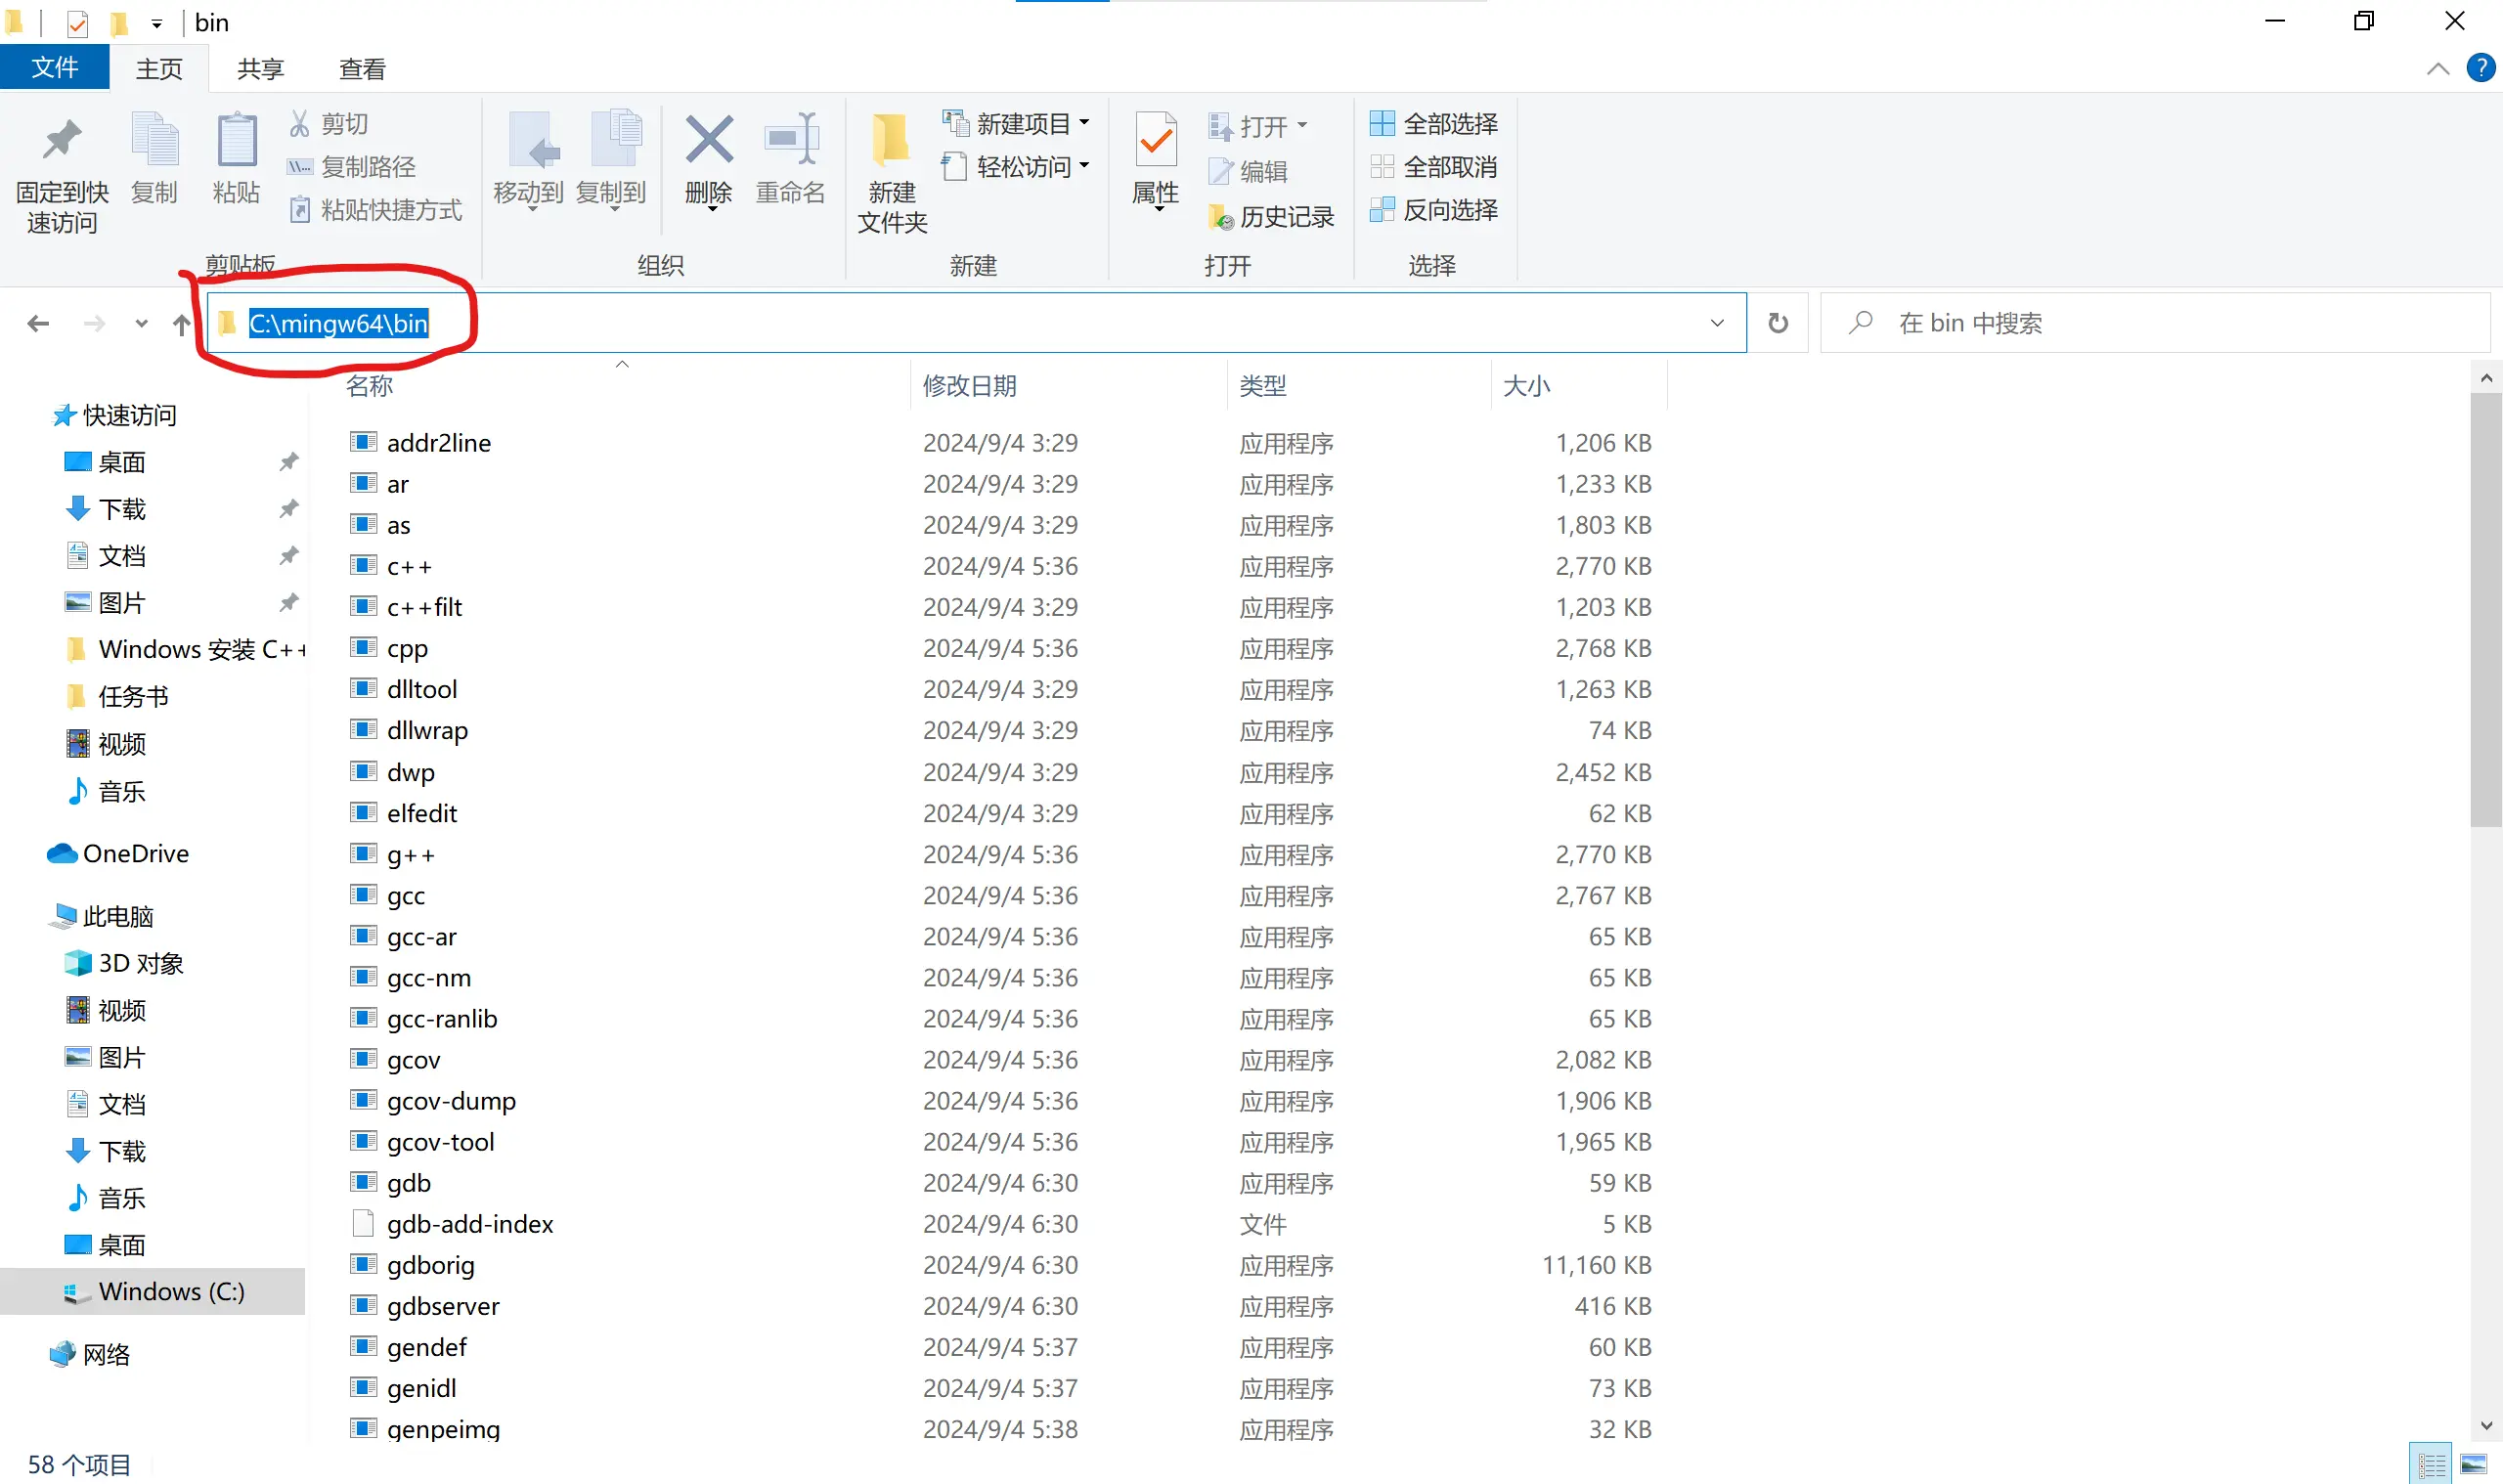 bin
文件 主页 共享 查看
固定到快速访问
复制
粘贴
剪切
复制路径
粘贴快捷方式
剪贴板
移动到
复制到
删除
重命名
组织
新建文件夹
新建项目
轻松访问
新建
属性
打开
编辑
历史记录
打开
全部选择
全部取消
反向选择
选择
C:\mingw64\bin
在 bin 中搜索
快速访问
桌面
下载
文档
图片
Windows 安装 C++
任务书
视频
音乐
OneDrive
此电脑
3D 对象
视频
图片
文档
下载
音乐
桌面
Windows (C:)
网络
名称 修改日期 类型 大小
addr2line 2024/9/4 3:29 应用程序 1,206 KB
ar 2024/9/4 3:29 应用程序 1,233 KB
as 2024/9/4 3:29 应用程序 1,803 KB
c++ 2024/9/4 5:36 应用程序 2,770 KB
c++filt 2024/9/4 3:29 应用程序 1,203 KB
cpp 2024/9/4 5:36 应用程序 2,768 KB
dlltool 2024/9/4 3:29 应用程序 1,263 KB
dllwrap 2024/9/4 3:29 应用程序 74 KB
dwp 2024/9/4 3:29 应用程序 2,452 KB
elfedit 2024/9/4 3:29 应用程序 62 KB
g++ 2024/9/4 5:36 应用程序 2,770 KB
gcc 2024/9/4 5:36 应用程序 2,767 KB
gcc-ar 2024/9/4 5:36 应用程序 65 KB
gcc-nm 2024/9/4 5:36 应用程序 65 KB
gcc-ranlib 2024/9/4 5:36 应用程序 65 KB
gcov 2024/9/4 5:36 应用程序 2,082 KB
gcov-dump 2024/9/4 5:36 应用程序 1,906 KB
gcov-tool 2024/9/4 5:36 应用程序 1,965 KB
gdb 2024/9/4 6:30 应用程序 59 KB
gdb-add-index 2024/9/4 6:30 文件 5 KB
gdborig 2024/9/4 6:30 应用程序 11,160 KB
gdbserver 2024/9/4 6:30 应用程序 416 KB
gendef 2024/9/4 5:37 应用程序 60 KB
genidl 2024/9/4 5:37 应用程序 73 KB
genpeimg 2024/9/4 5:38 应用程序 32 KB
58 个项目